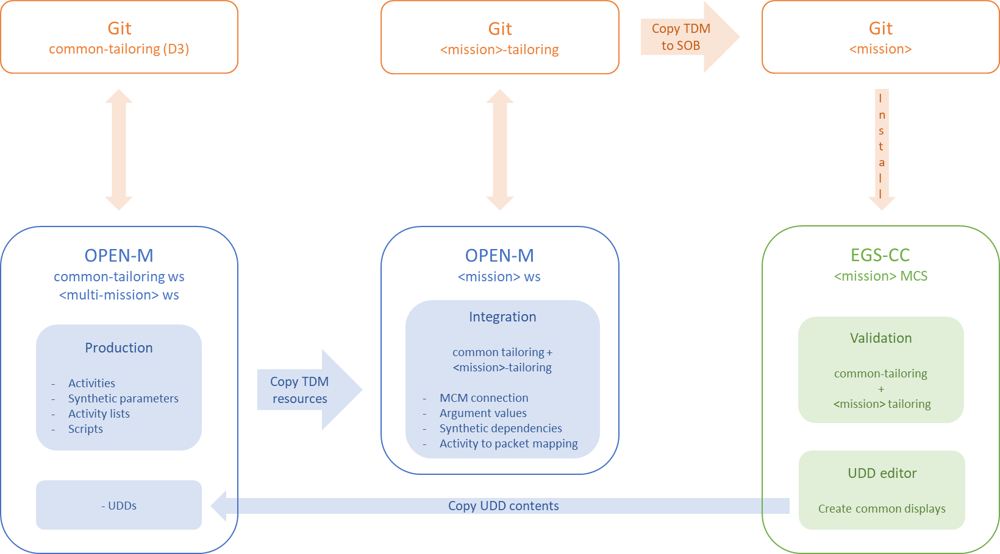 Git
common-tailoring (D3)
Git
<mission>-tailoring
Copy TDM
to SOB
Git
<mission>
Install
OPEN-M
common-tailoring ws
<multi-mission> ws
Production
- Activities
- Synthetic parameters
- Activity lists
- Scripts
- UDDs
Copy TDM
resources
OPEN-M
<mission> ws
Integration
common tailoring +
<mission>-tailoring
- MCM connection
- Argument values
- Synthetic dependencies
- Activity to packet mapping
EGS-CC
<mission> MCS
Validation
common-tailoring
+
<mission> tailoring
UDD editor
Create common displays
Copy UDD contents